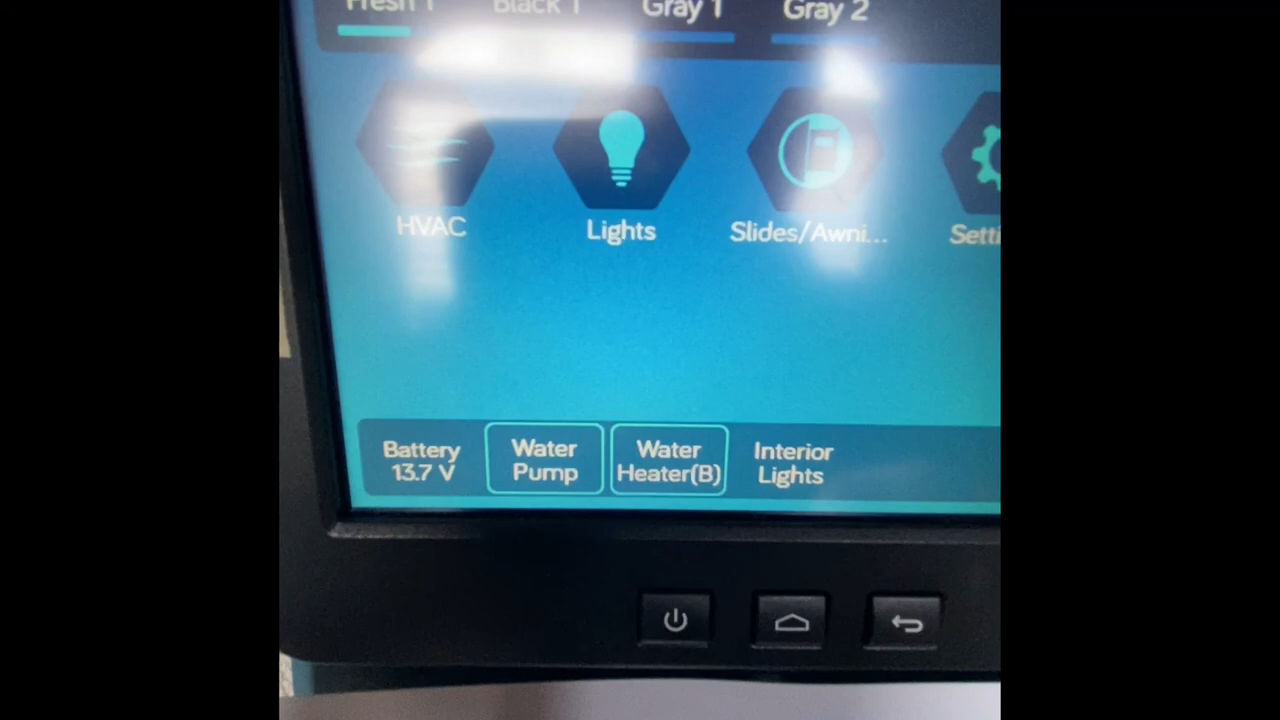 Fresh 1 Black 1 Gray 1 Gray 2
HVAC Lights Slides/Awni... Setti
Battery
13.7 V
Water
Pump
Water
Heater(B)
Interior
Lights